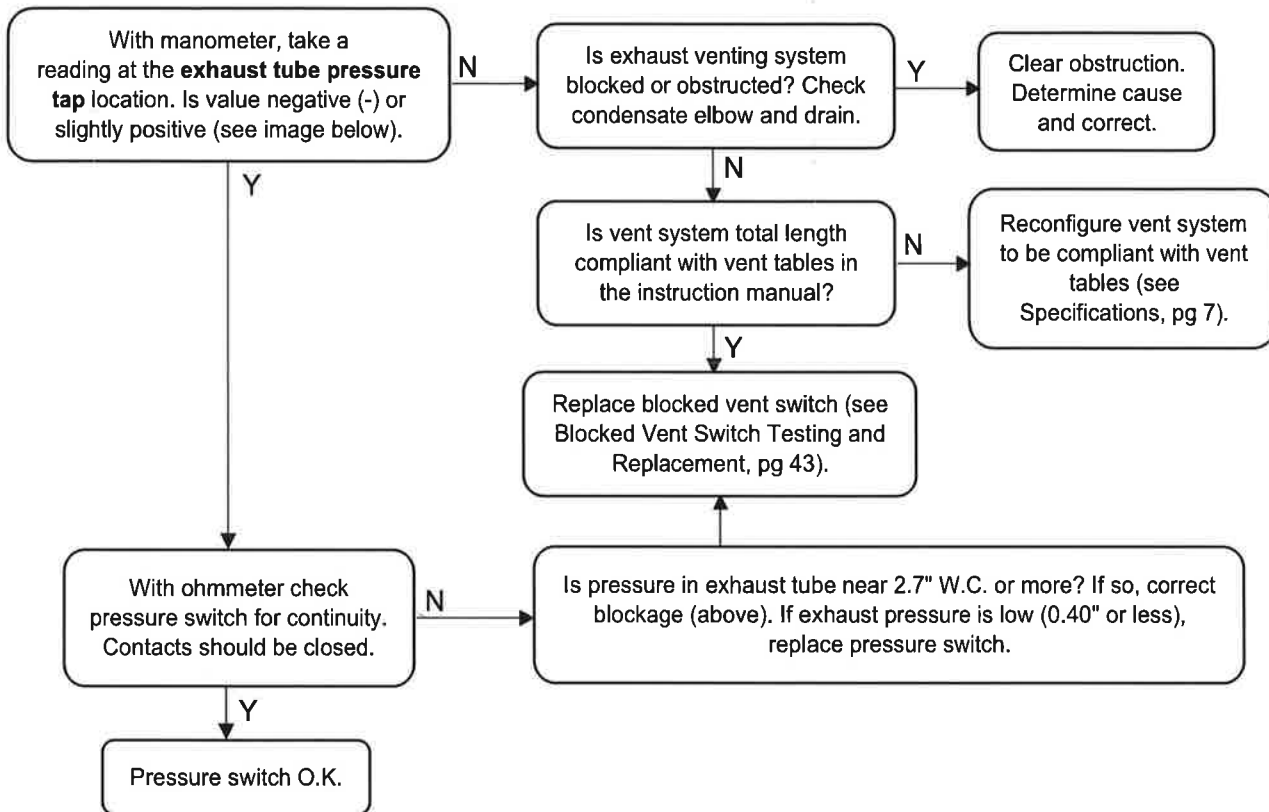 With manometer, take a
reading at the exhaust tube pressure
tap location. Is value negative (-) or
slightly positive (see image below).
N
Is exhaust venting system
blocked or obstructed? Check
condensate elbow and drain.
Y
Clear obstruction.
Determine cause
and correct.
Y
N
Is vent system total length
compliant with vent tables in
the instruction manual?
N
Reconfigure vent system
to be compliant with vent
tables (see
Specifications, pg 7).
Y
Replace blocked vent switch (see
Blocked Vent Switch Testing and
Replacement, pg 43).
With ohmmeter check
pressure switch for continuity.
Contacts should be closed.
N
Is pressure in exhaust tube near 2.7" W.C. or more? If so, correct
blockage (above). If exhaust pressure is low (0.40" or less),
replace pressure switch.
Y
Pressure switch O.K.